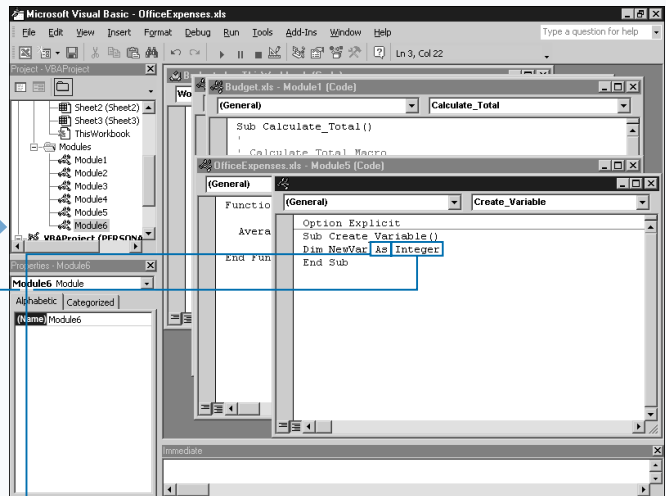 Microsoft Visual Basic - OfficeExpenses.xls
File Edit View Insert Format Debug Run Tools Add-Ins Window Help
Type a question for help
Ln 3, Col 22
Project - VBAProject
Sheet2 (Sheet2)
Sheet3 (Sheet3)
ThisWorkbook
Modules
Module1
Module2
Module3
Module4
Module5
Module6
VBAProject (PERSONA
Properties - Module6
Module6 Module
Alphabetic Categorized
(Name) Module6
Wo
Budget.xls - Module1 (Code)
(General) Calculate_Total
Sub Calculate_Total()
'
' Calculate_Total Macro
OfficeExpenses.xls - Module5 (Code)
(General)
Functio
Avera
End Fun
(General) Create_Variable
Option Explicit
Sub Create_Variable()
Dim NewVar As Integer
End Sub
Immediate